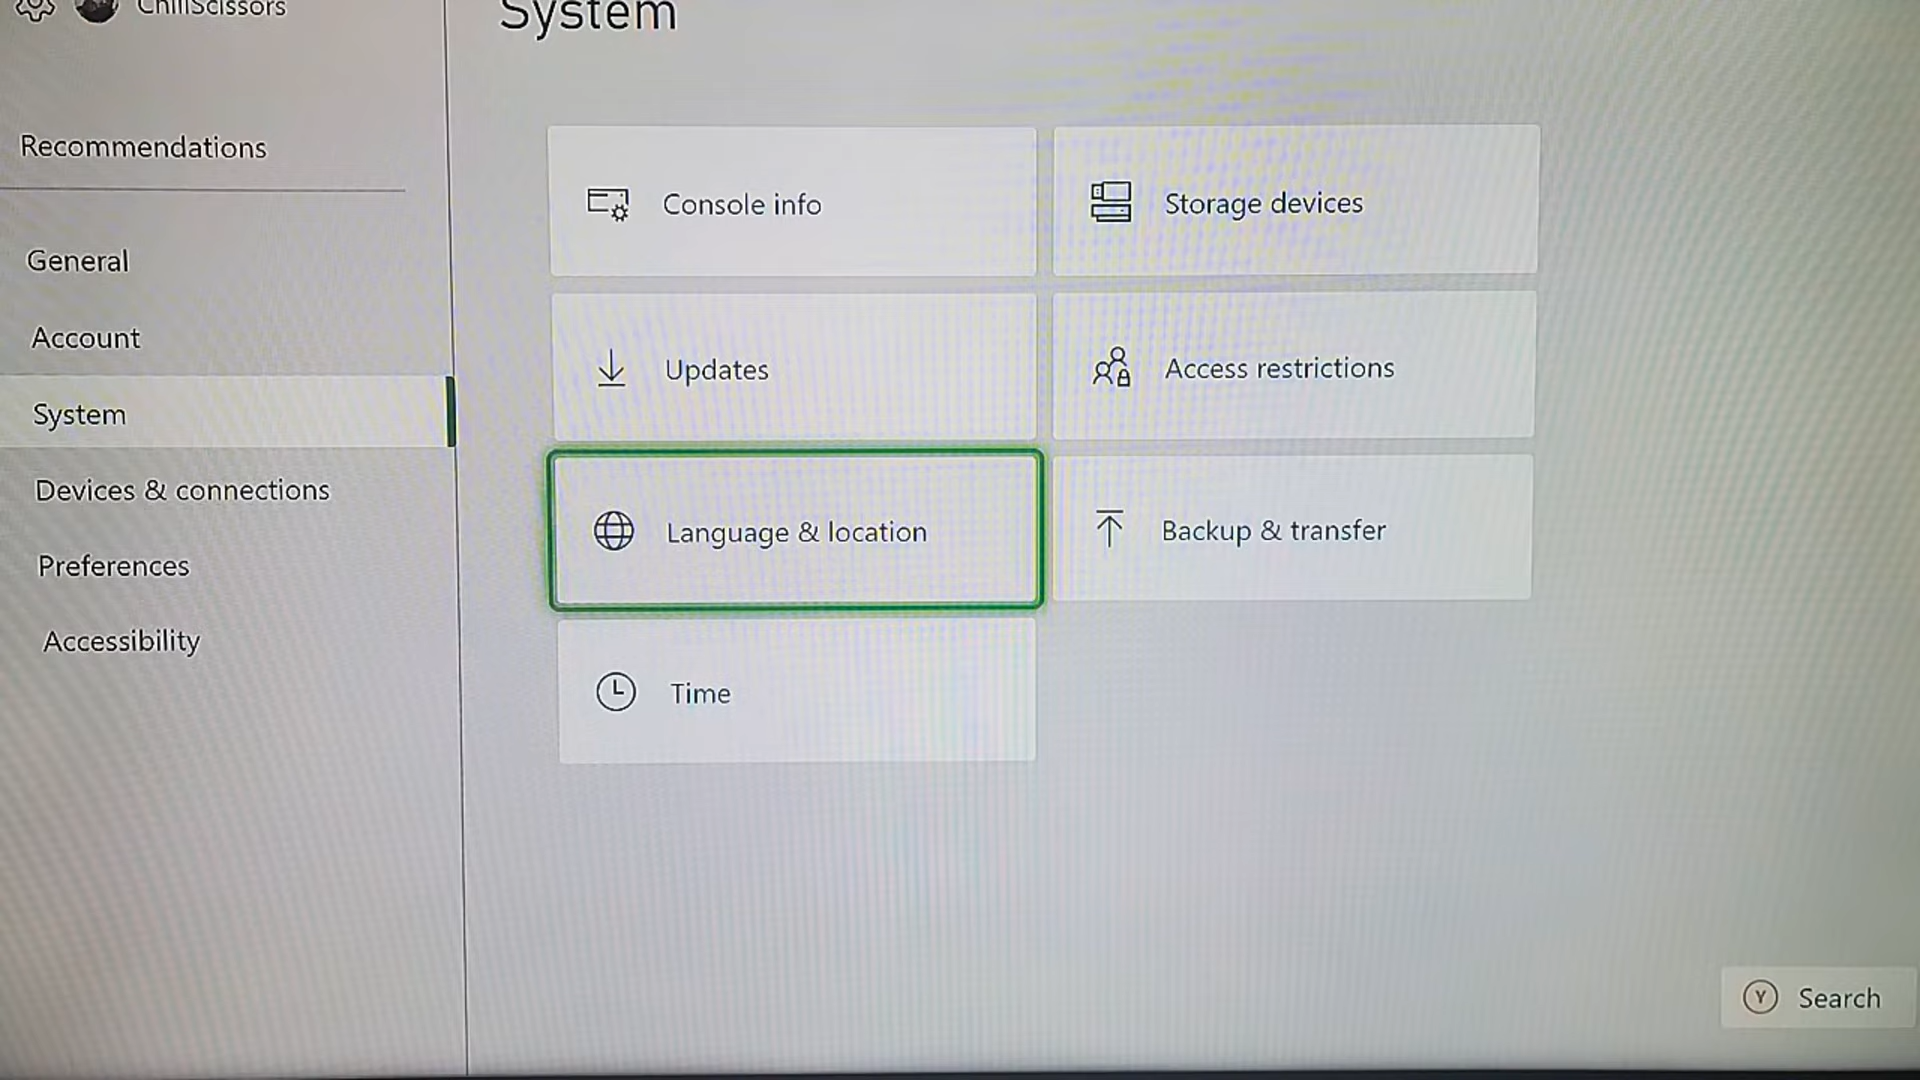 ChillScissors
System
Recommendations
General
Account
System
Devices & connections
Preferences
Accessibility
Console info
Storage devices
Updates
Access restrictions
Language & location
Backup & transfer
Time
Y Search